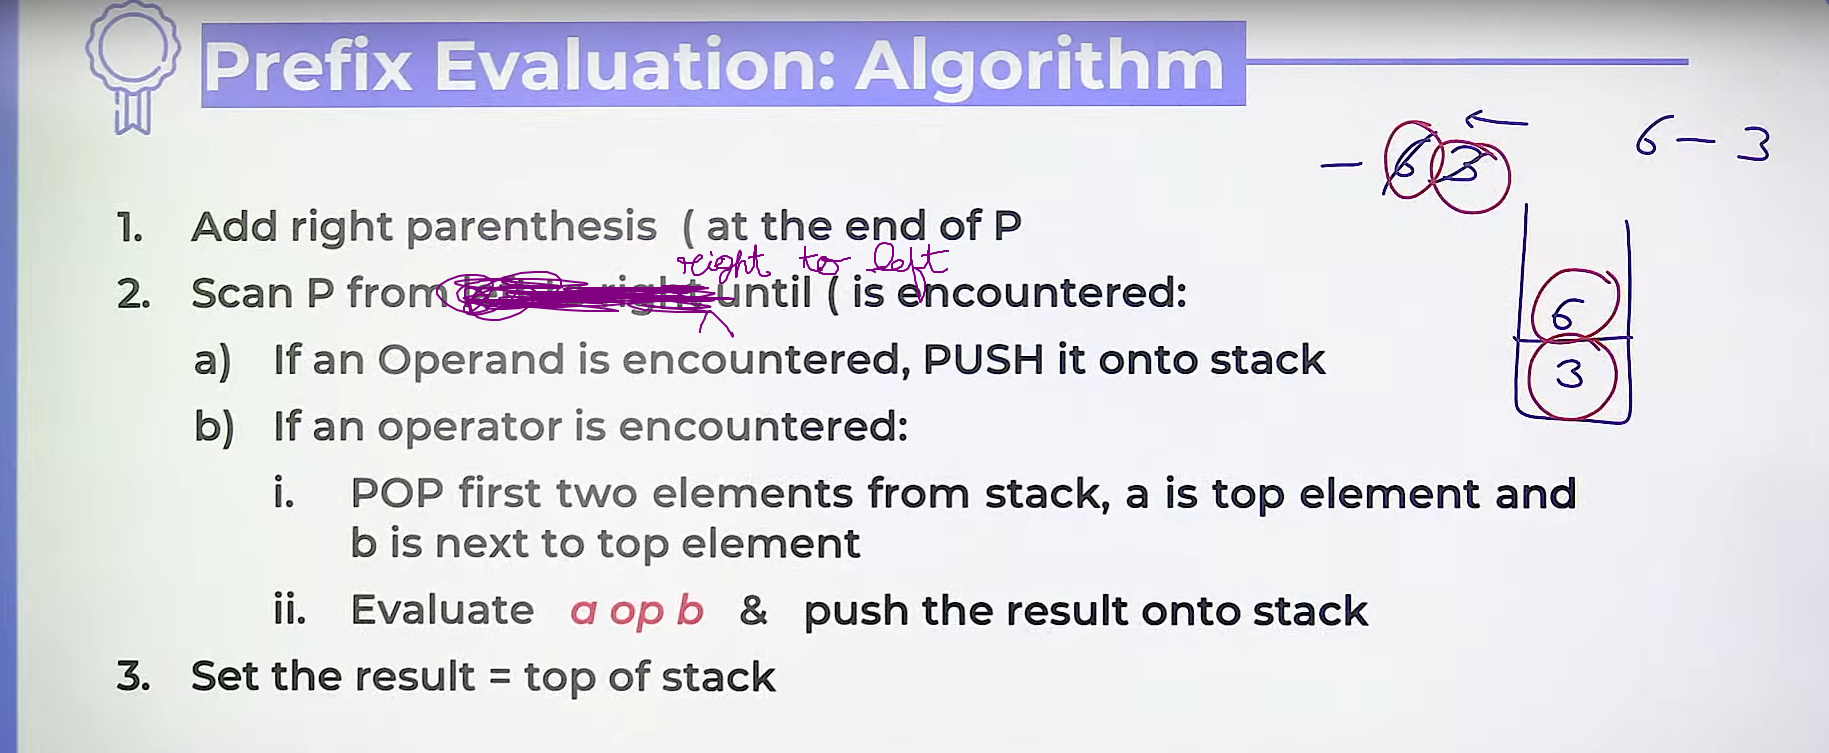 Prefix Evaluation: Algorithm
- 6 3
6 - 3
1. Add right parenthesis ( at the end of P
right to left
2. Scan P from right until ( is encountered:
a) If an Operand is encountered, PUSH it onto stack
b) If an operator is encountered:
i. POP first two elements from stack, a is top element and
b is next to top element
ii. Evaluate a op b & push the result onto stack
3. Set the result = top of stack
6
3